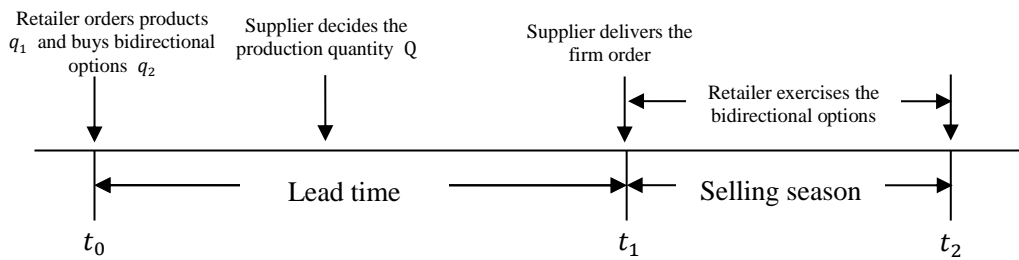 Retailer orders products
q₁ and buys bidirectional
options q₂
Supplier decides the
production quantity Q
Supplier delivers the
firm order
Retailer exercises the
bidirectional options
Lead time
Selling season
t₀
t₁
t₂